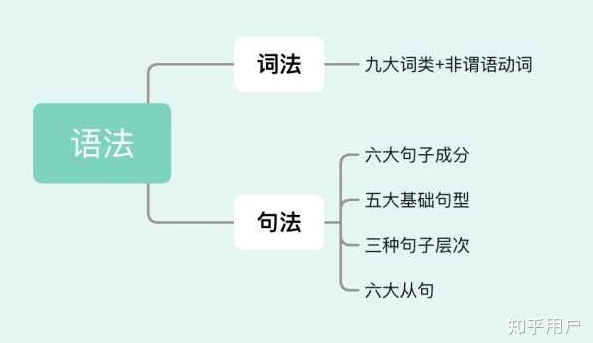 语法
词法
九大词类+非谓语动词
句法
六大句子成分
五大基础句型
三种句子层次
六大从句
知乎用户